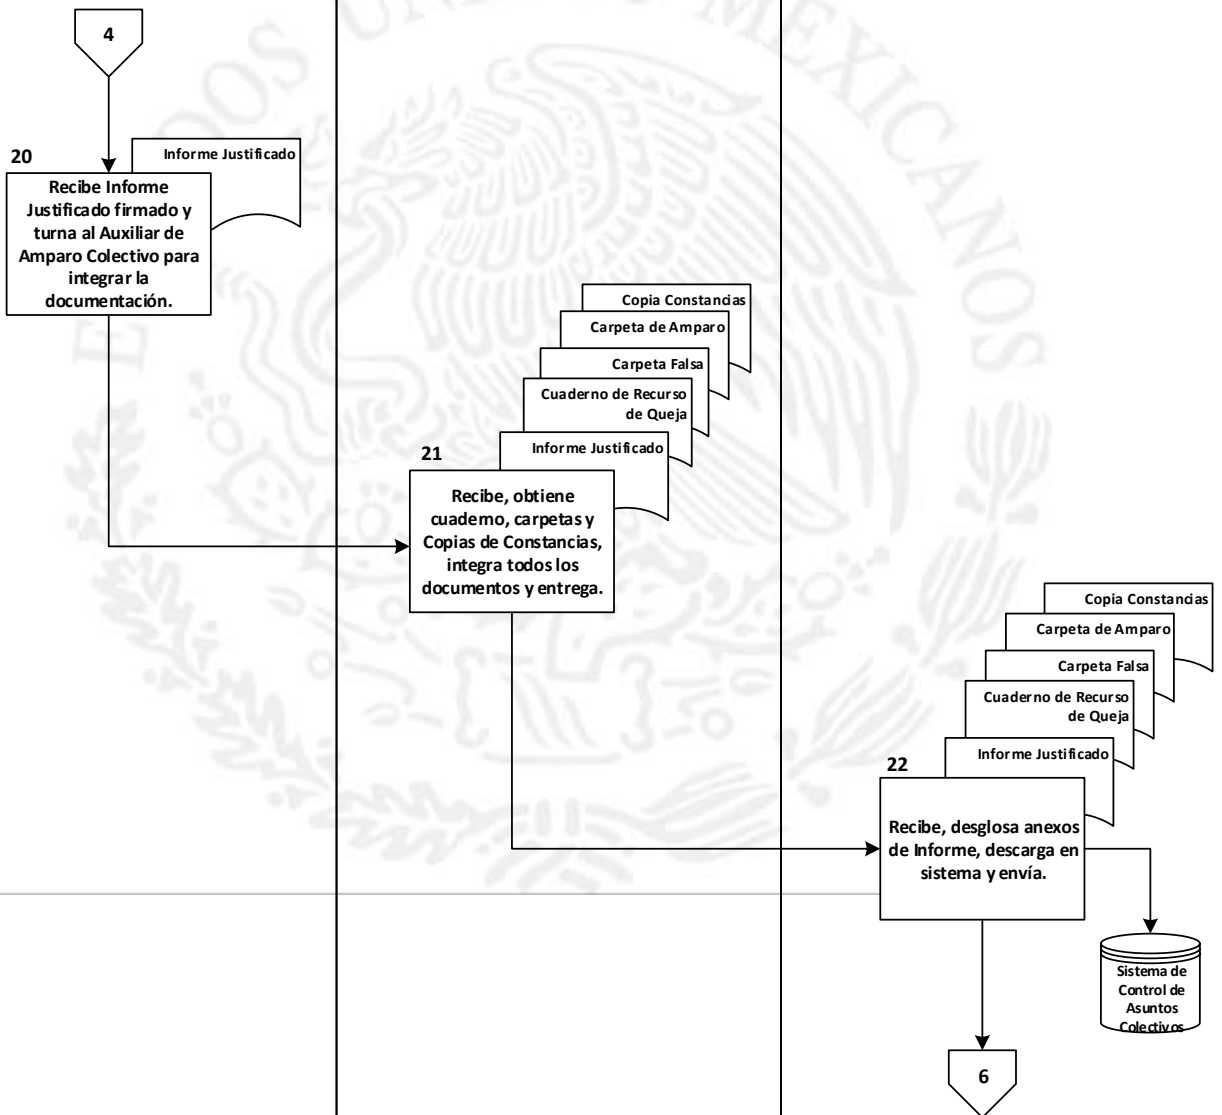 4
20
Informe Justificado
Recibe Informe
Justificado firmado y
turna al Auxiliar de
Amparo Colectivo para
integrar la
documentación.
Copia Constancias
Carpeta de Amparo
Carpeta Falsa
Cuaderno de Recurso
de Queja
Informe Justificado
21
Recibe, obtiene
cuaderno, carpetas y
Copias de Constancias,
integra todos los
documentos y entrega.
Copia Constancias
Carpeta de Amparo
Carpeta Falsa
Cuaderno de Recurso
de Queja
Informe Justificado
22
Recibe, desglosa anexos
de Informe, descarga en
sistema y envía.
Sistema de
Control de
Asuntos
Colectivos
6